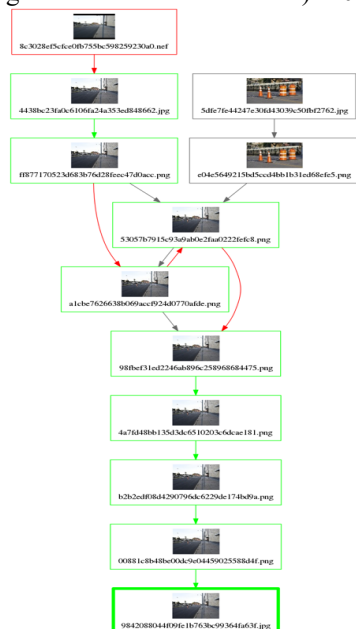 8c3028ef5cfce0fb755bc598259230a0.nef
4438bc23fa0c6106fa24a353ed848662.jpg
5dfe7fe44247e30fd43039c50fbf2762.jpg
ff877170523d683b76d28feec47d0acc.png
e04e5649215bd5ccd4bb1b31ed68efe5.png
53057b7915c93a9ab0e2faa0222fefc8.png
a1cbe7626638b069accf924d0770afde.png
98fbef31ed2246ab896c258968684475.png
4a7fd48bb135d3dc6510203c6dcae181.png
b2b2edf08d4290796dc6229de174bd9a.png
00881c8b48be00dc9e04459025588d4f.png
9842088044f09fe1b763bc99364fa63f.jpg